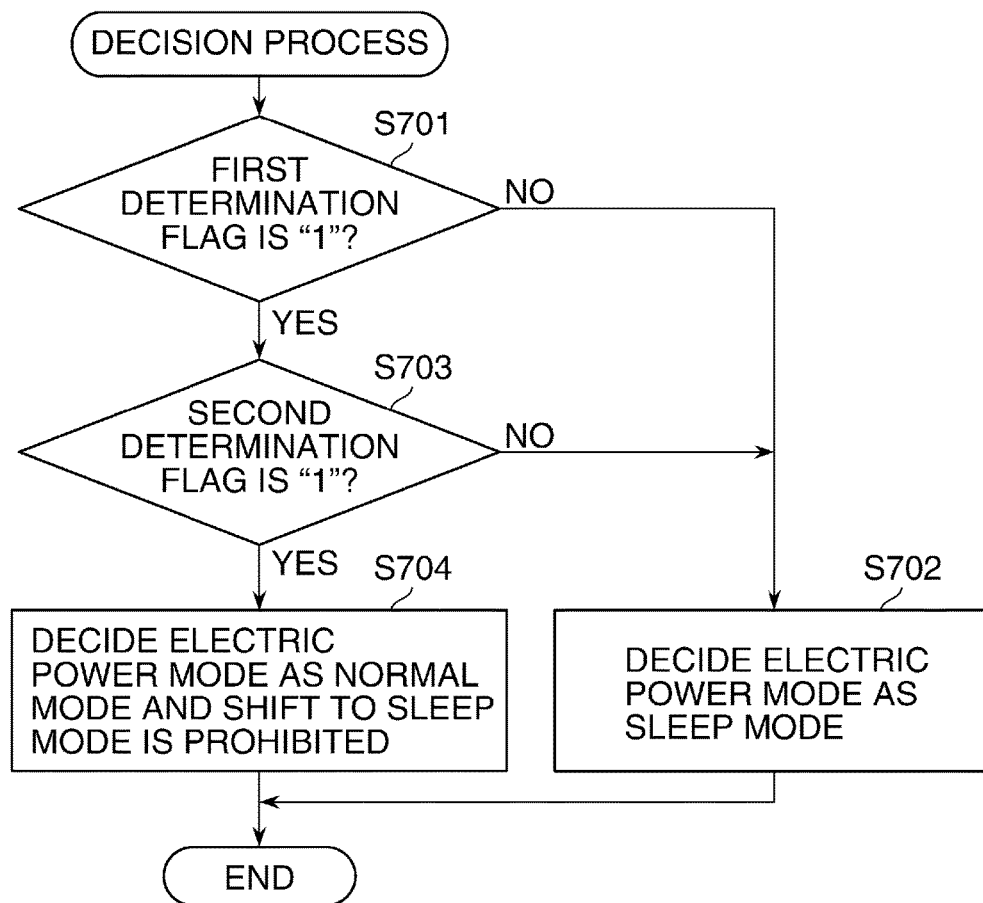 DECISION PROCESS
S701
FIRST
DETERMINATION
FLAG IS “1”?
NO
YES
S703
SECOND
DETERMINATION
FLAG IS “1”?
NO
YES
S704
DECIDE ELECTRIC
POWER MODE AS NORMAL
MODE AND SHIFT TO SLEEP
MODE IS PROHIBITED
S702
DECIDE ELECTRIC
POWER MODE AS
SLEEP MODE
END